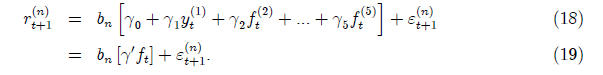 r_{t+1}^{(n)} = b_n [γ_0 + γ_1 y_t^{(1)} + γ_2 f_t^{(2)} + ... + γ_5 f_t^{(5)}] + ε_{t+1}^{(n)} (18)
= b_n [γ′f_t] + ε_{t+1}^{(n)}. (19)